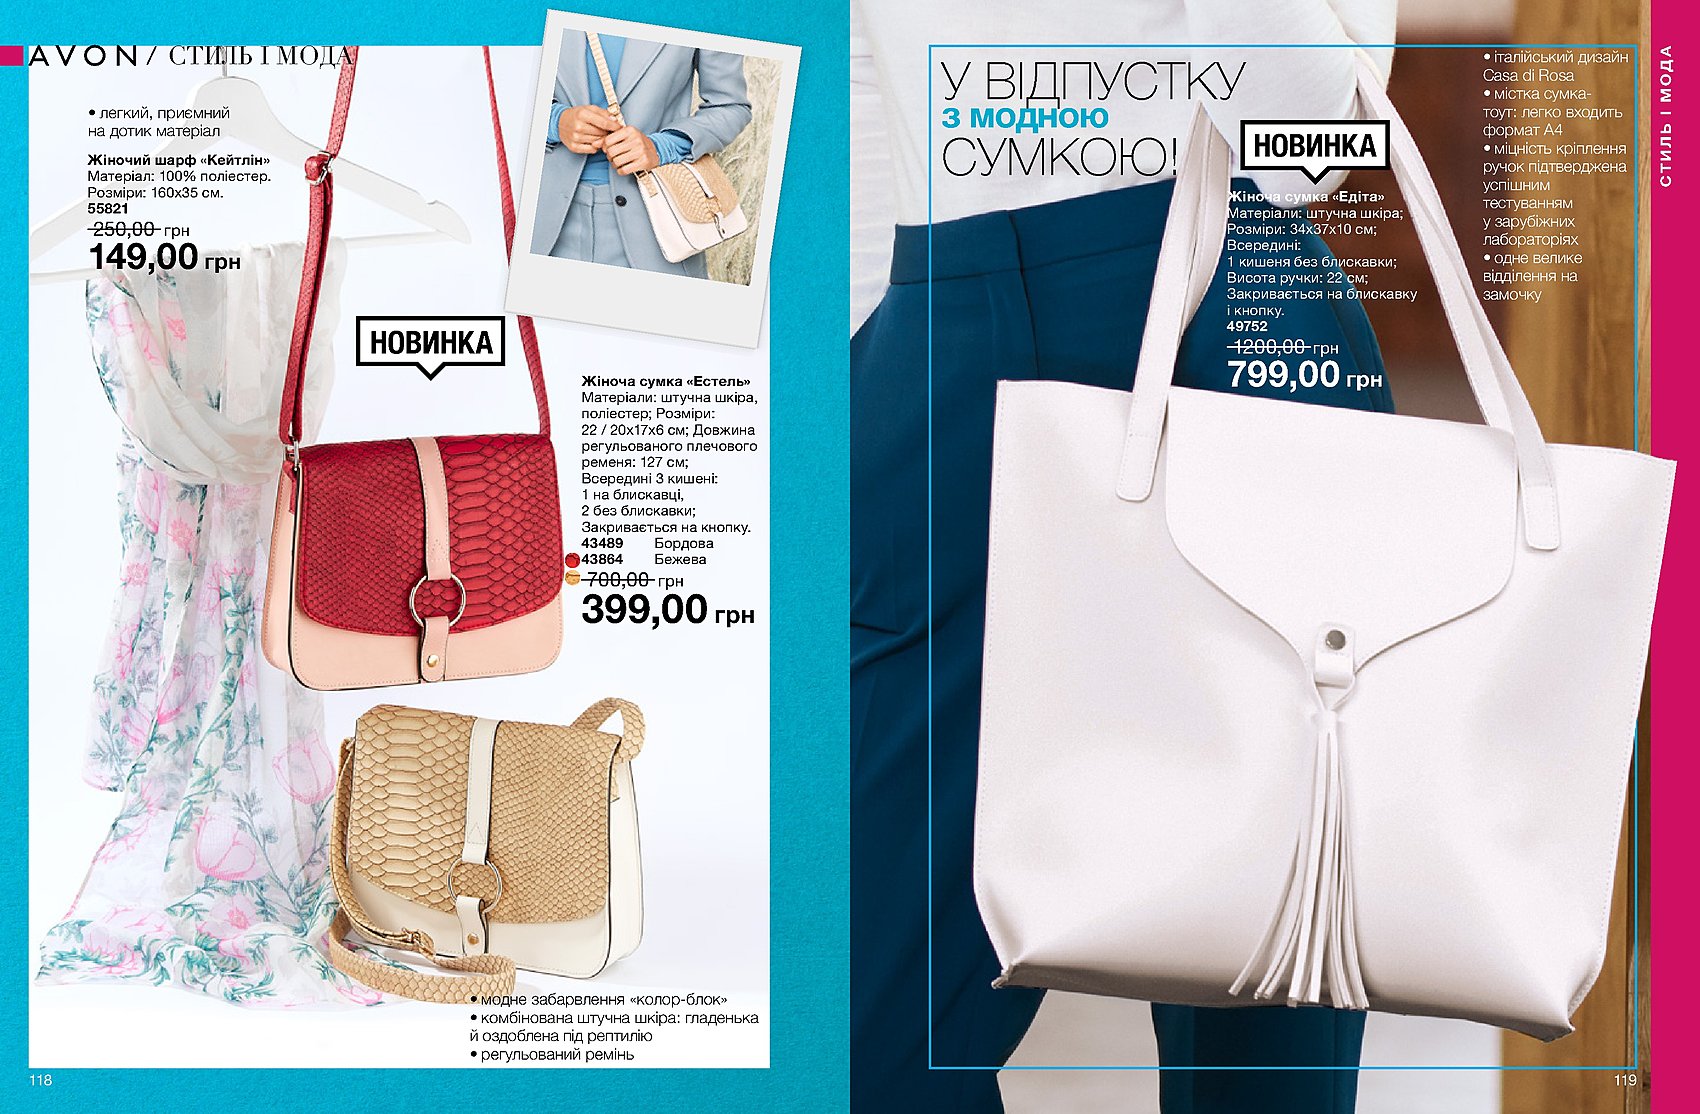 AVON / СТИЛЬ І МОДА
• легкий, приємний
на дотик матеріал
Жіночий шарф «Кейтлін»
Матеріал: 100% поліестер.
Розміри: 160х35 см.
55821
250,00 грн
149,00 грн
НОВИНКА
Жіноча сумка «Естель»
Матеріали: штучна шкіра,
поліестер; Розміри:
22 / 20х17х6 см; Довжина
регульованого плечового
ременя: 127 см;
Всередині 3 кишені:
1 на блискавці,
2 без блискавки;
Закривається на кнопку.
43489 Бордова
43864 Бежева
700,00 грн
399,00 грн
• модне забарвлення «колор-блок»
• комбінована штучна шкіра: гладенька
й оздоблена під рептилію
• регульований ремінь
118
У ВІДПУСТКУ
З МОДНОЮ
СУМКОЮ!
НОВИНКА
Жіноча сумка «Едіта»
Матеріали: штучна шкіра;
Розміри: 34х37х10 см;
Всередині:
1 кишеня без блискавки;
Висота ручки: 22 см;
Закривається на блискавку
і кнопку.
49752
1200,00 грн
799,00 грн
• італійський дизайн
Casa di Rosa
• містка сумка-
тоут: легко входить
формат А4
• міцність кріплення
ручок підтверджена
успішним
тестуванням
у зарубіжних
лабораторіях
• одне велике
відділення на
замочку
СТИЛЬ І МОДА
119